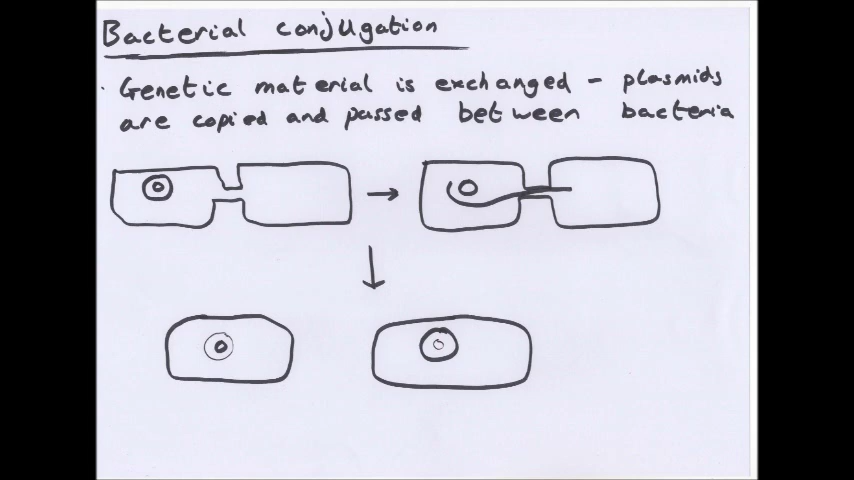 Bacterial conjugation
· Genetic material is exchanged – plasmids
are copied and passed between bacteria